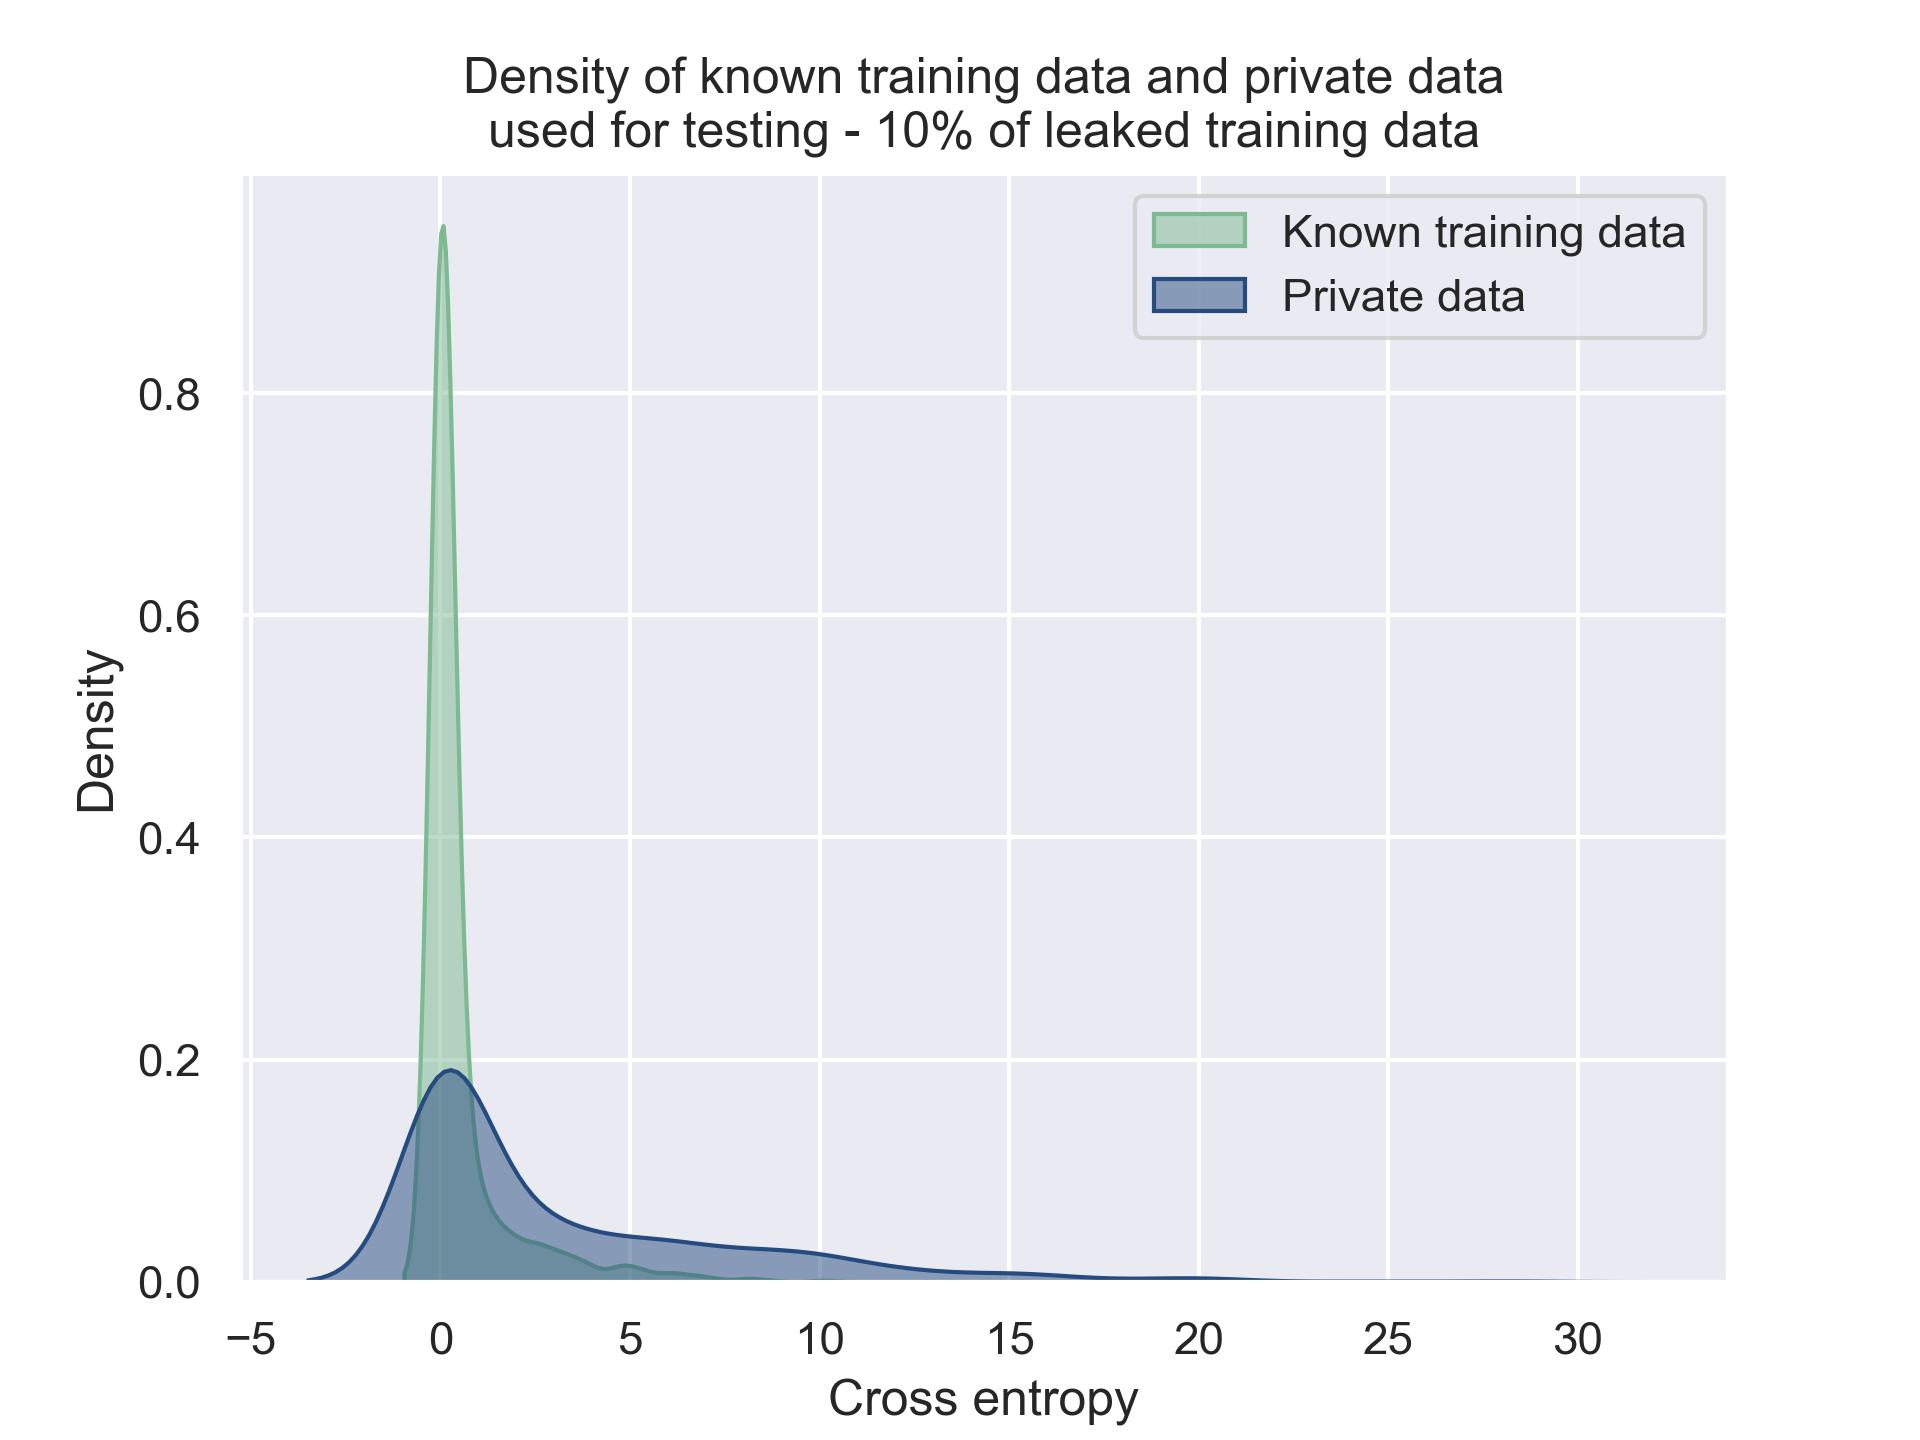 Density of known training data and private data
used for testing - 10% of leaked training data
Known training data
Private data
Density
0.8
0.6
0.4
0.2
0.0
−5 0 5 10 15 20 25 30
Cross entropy